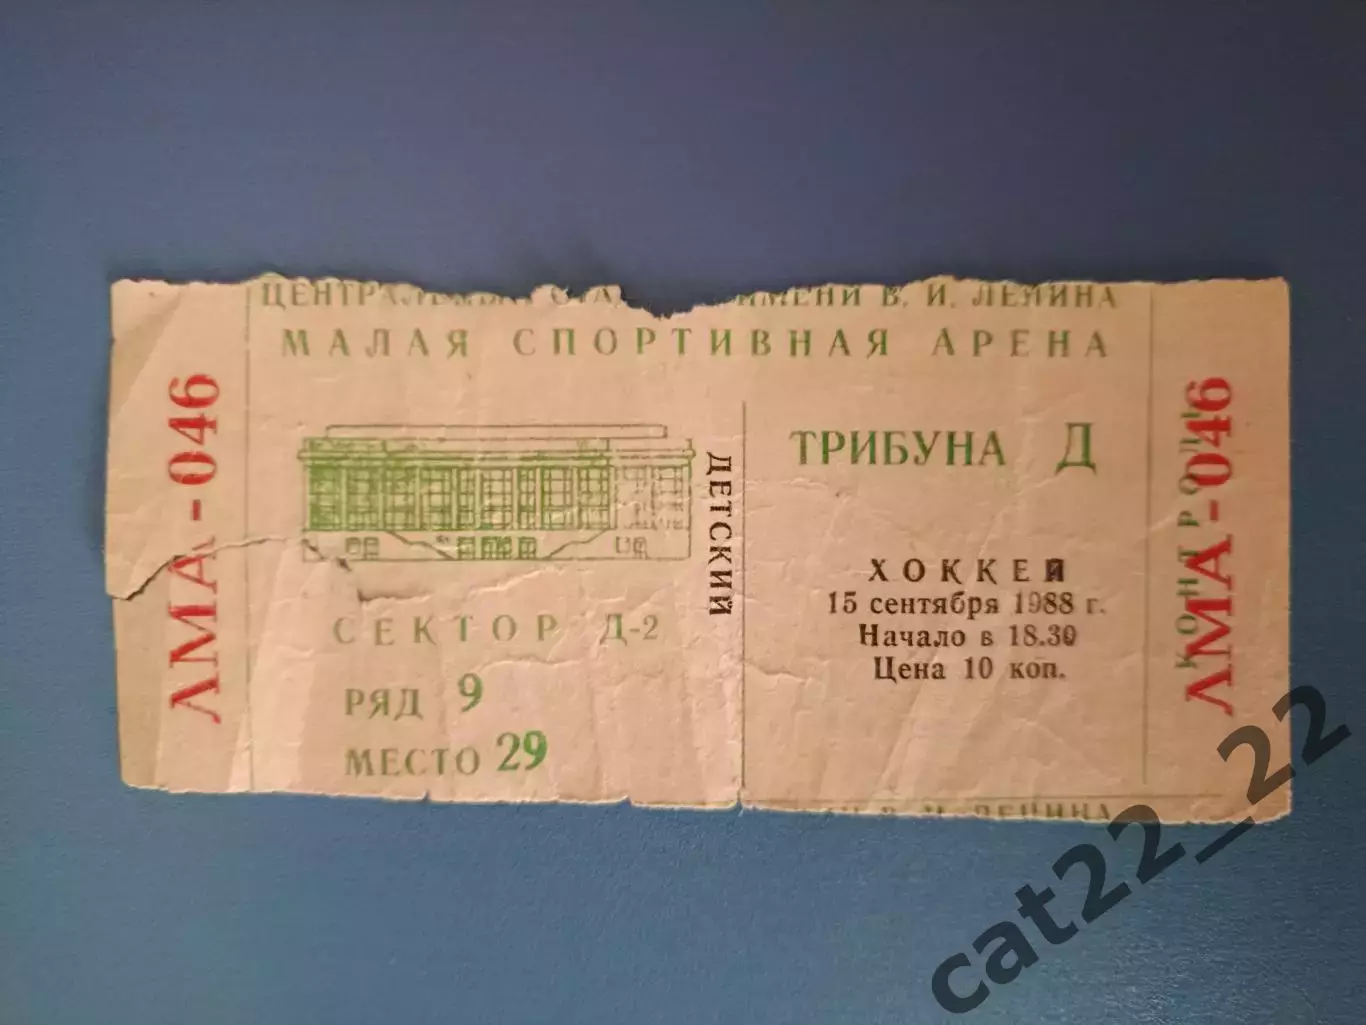 ЦЕНТРАЛЬНЫЙ ИМЕНИ В. И. ЛЕНИНА
МАЛАЯ СПОРТИВНАЯ АРЕНА
ЛМА-046
ДЕТСКИЙ
ТРИБУНА Д
ХОККЕЙ
15 сентября 1988 г.
Начало в 18.30
Цена 10 коп.
СЕКТОР Д-2
РЯД 9
МЕСТО 29
КОНТРОЛЬ
ЛМА-046
В. И. ЛЕНИНА
cat22_22